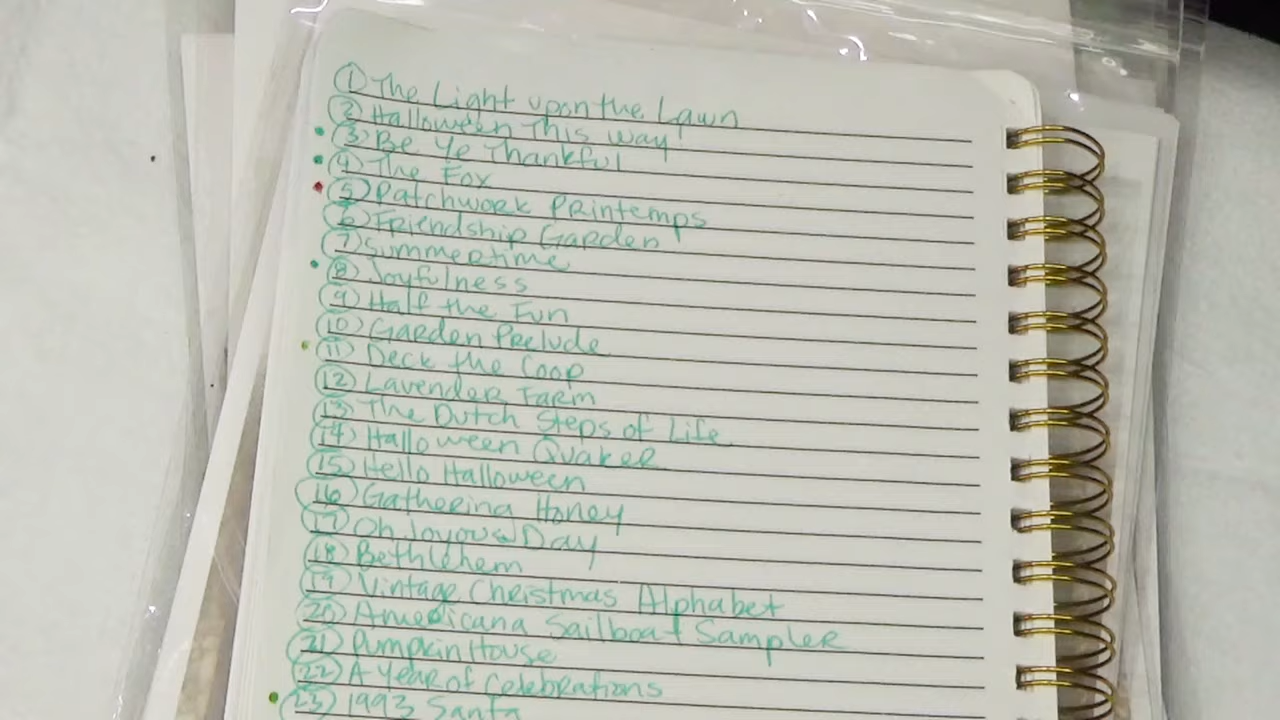 1 The Light upon the Lawn
2 Halloween This way
3 Be Ye Thankful
4 The Fox
5 Patchwork Printemps
6 Friendship Garden
7 Summertime
8 Joyfulness
9 Half the Fun
10 Garden Prelude
11 Deck the Coop
12 Lavender Farm
13 The Dutch Steps of Life
14 Halloween Quaker
15 Hello Halloween
16 Gathering Honey
17 Oh Joyous Day
18 Bethlehem
19 Vintage Christmas Alphabet
20 Americana Sailboat Sampler
21 Pumpkin House
22 A Year of Celebrations
23 1993 Santa